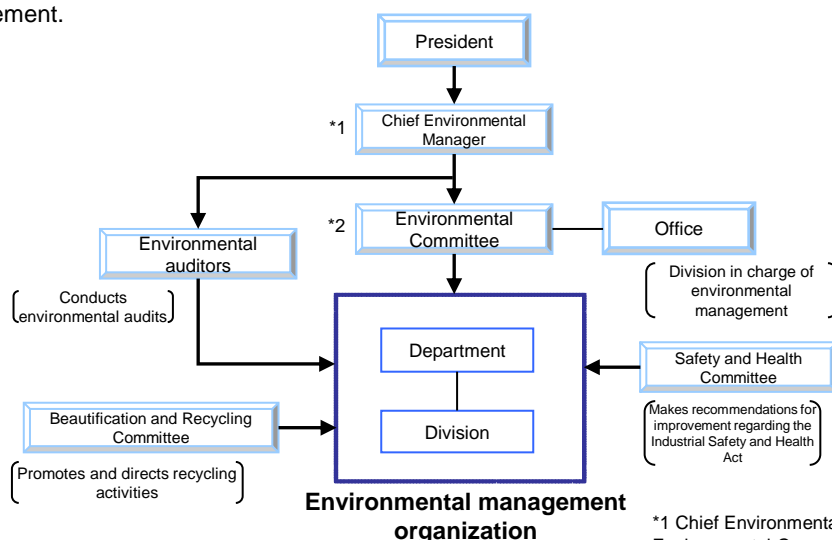 ement.
President
*1
Chief Environmental
Manager
*2
Environmental
Committee
Office
Environmental
auditors
Division in charge of
environmental
management
Conducts
environmental audits
Department
Safety and Health
Committee
Beautification and Recycling
Committee
Division
Makes recommendations for
improvement regarding the
Industrial Safety and Health
Act
Promotes and directs recycling
activities
Environmental management
organization
*1 Chief Environmenta